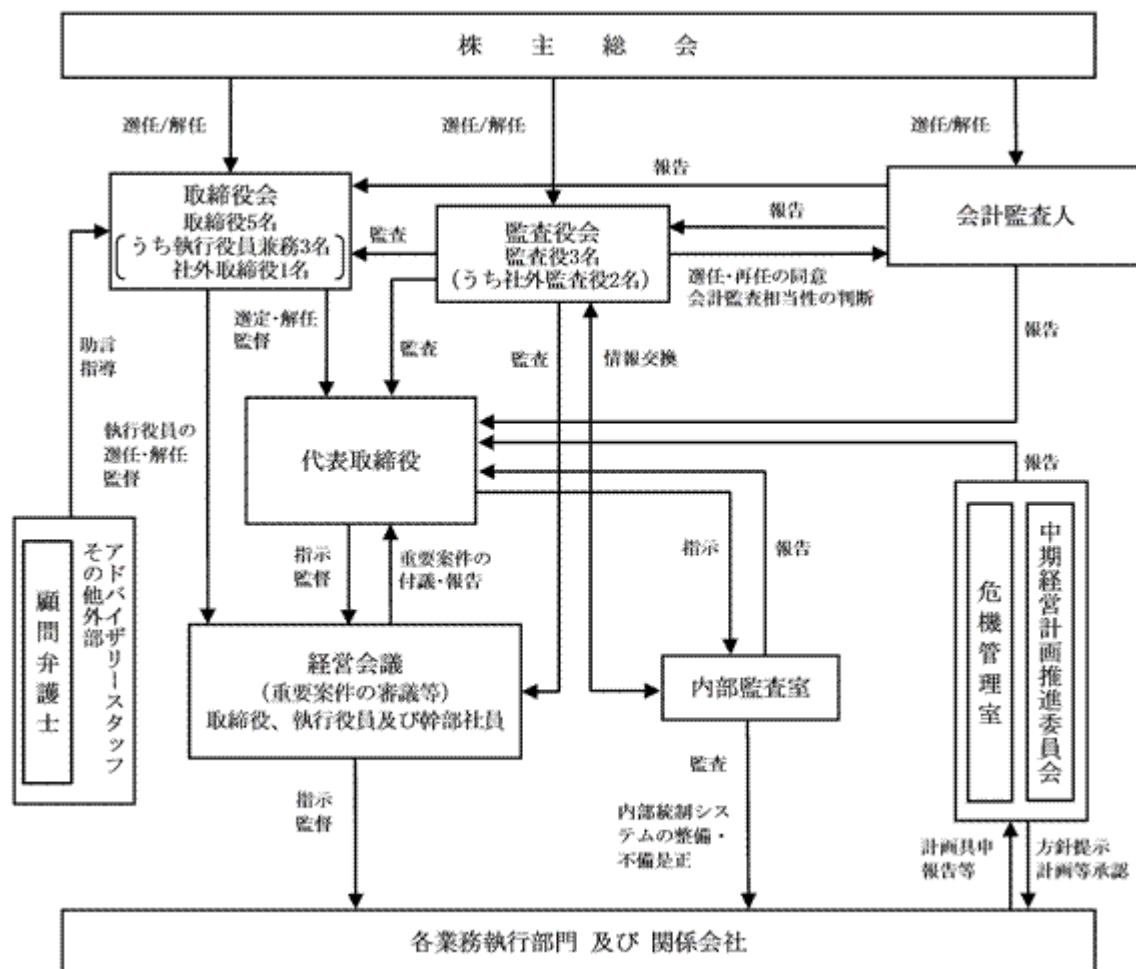 株主総会
選任/解任
選任/解任
選任/解任
取締役会
取締役5名
うち執行役員兼務3名
社外取締役1名
監査役会
監査役3名
(うち社外監査役2名)
会計監査人
報告
報告
監査
選任・再任の同意
会計監査相当性の判断
選定・解任
監督
監査
監査
情報交換
報告
助言
指導
執行役員の
選任・解任
監督
代表取締役
報告
指示
監督
重要案件の
付議・報告
指示
報告
顧問弁護士
アドバイザリースタッフ
その他外部
経営会議
(重要案件の審議等)
取締役、執行役員及び幹部社員
内部監査室
危機管理室
中期経営計画推進委員会
指示
監督
監査
内部統制シス
テムの整備・
不備是正
計画具申
報告等
方針提示
計画等承認
各業務執行部門 及び 関係会社